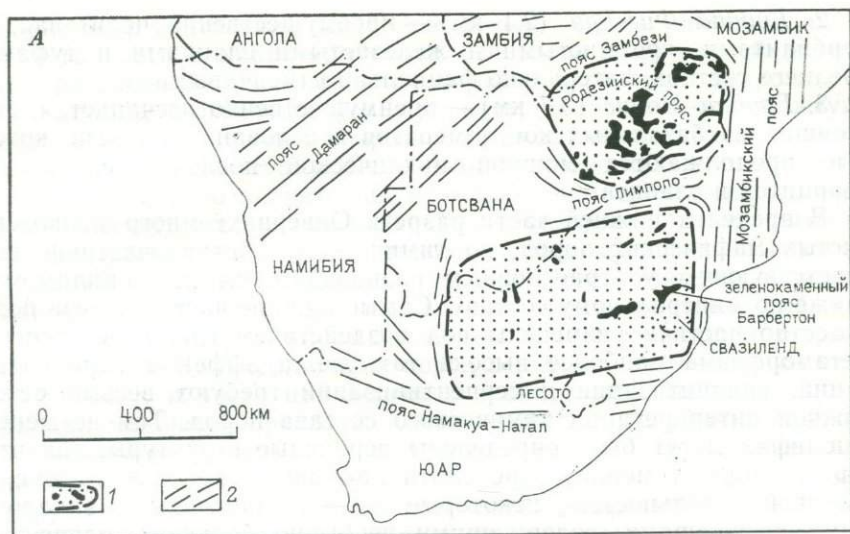 АНГОЛА
ЗАМБИЯ
МОЗАМБИК
пояс Замбези
Родезийский пояс
пояс Дамаран
пояс
Мозамбикский
БОТСВАНА
пояс Лимпопо
НАМИБИЯ
зеленокаменный
пояс
Барбертон
СВАЗИЛЕНД
ЛЕСОТО
пояс Намакуа-Натал
ЮАР
0 400 800 км
1 2